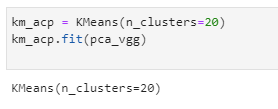 km_acp = KMeans(n_clusters=20)
km_acp.fit(pca_vgg)
KMeans(n_clusters=20)